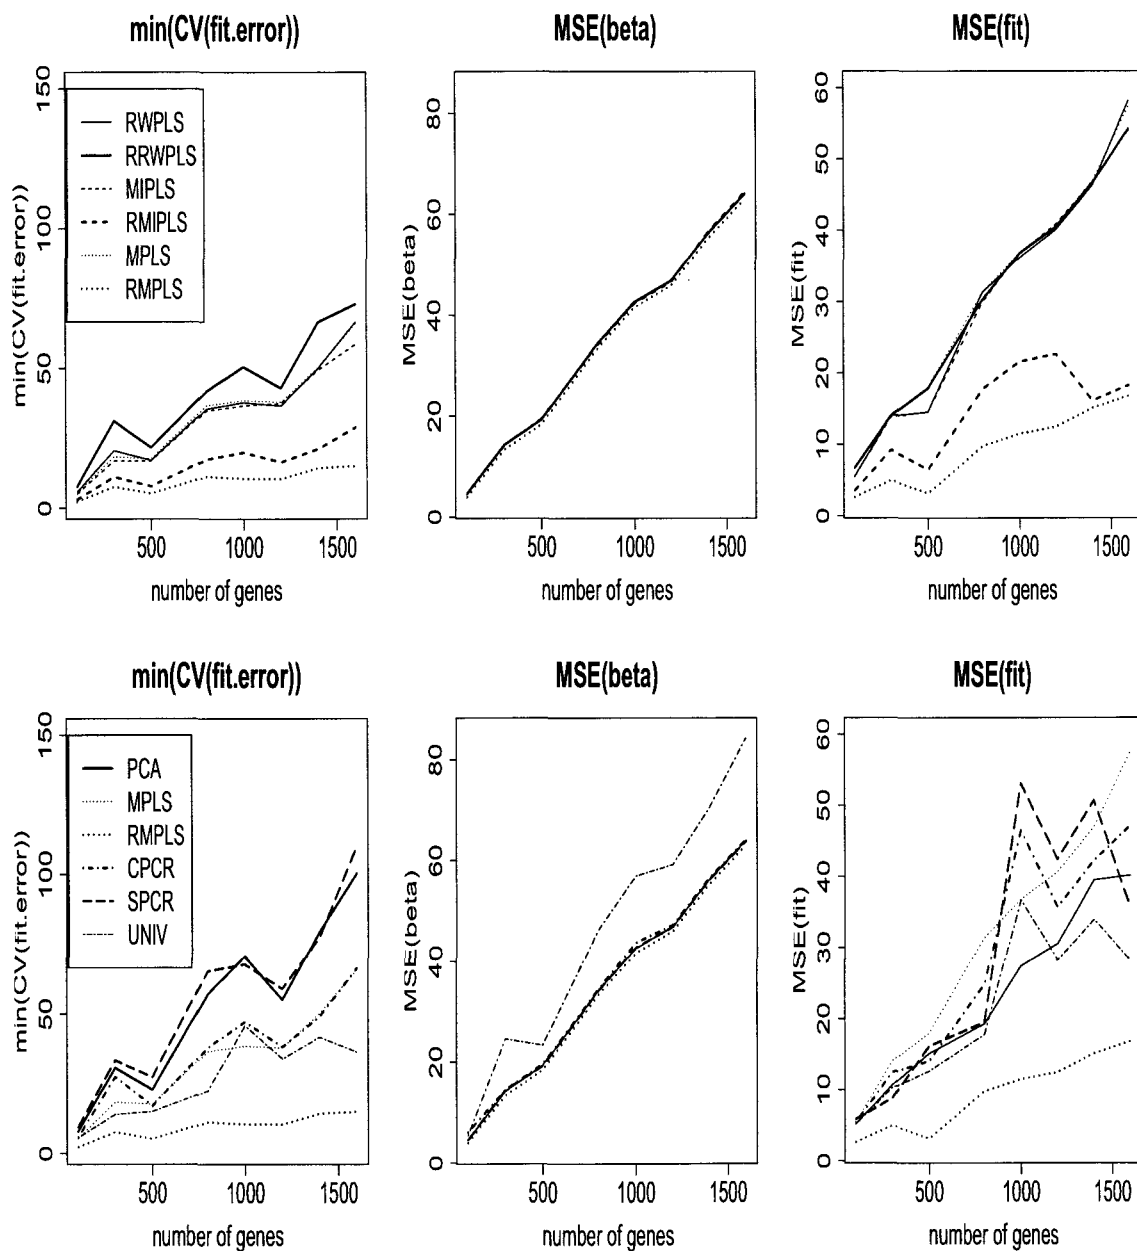 min(CV(fit.error))
min(CV(fit.error))
150
100
50
0
RWPLS
RRWPLS
MIPLS
RMIPLS
MPLS
RMPLS
500
1000
1500
number of genes
MSE(beta)
MSE(beta)
80
60
40
20
0
500
1000
1500
number of genes
MSE(fit)
MSE(fit)
60
50
40
30
20
10
0
500
1000
1500
number of genes
min(CV(fit.error))
min(CV(fit.error))
150
100
50
0
PCA
MPLS
RMPLS
CPCR
SPCR
UNIV
500
1000
1500
number of genes
MSE(beta)
MSE(beta)
80
60
40
20
0
500
1000
1500
number of genes
MSE(fit)
MSE(fit)
60
50
40
30
20
10
0
500
1000
1500
number of genes